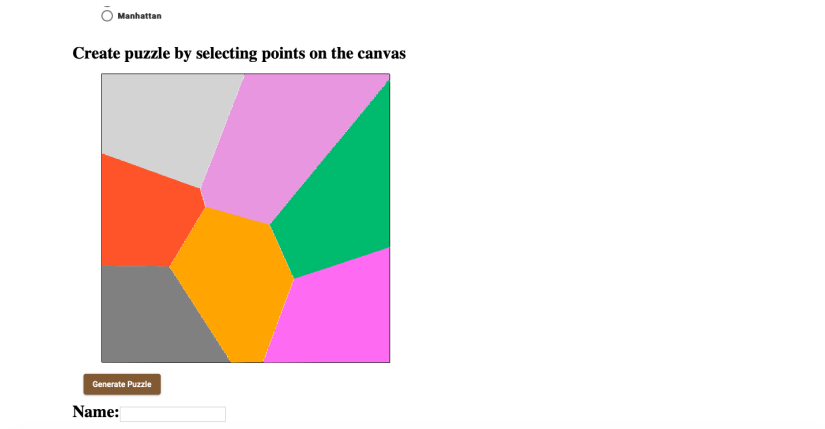 Manhattan
Create puzzle by selecting points on the canvas
Generate Puzzle
Name: